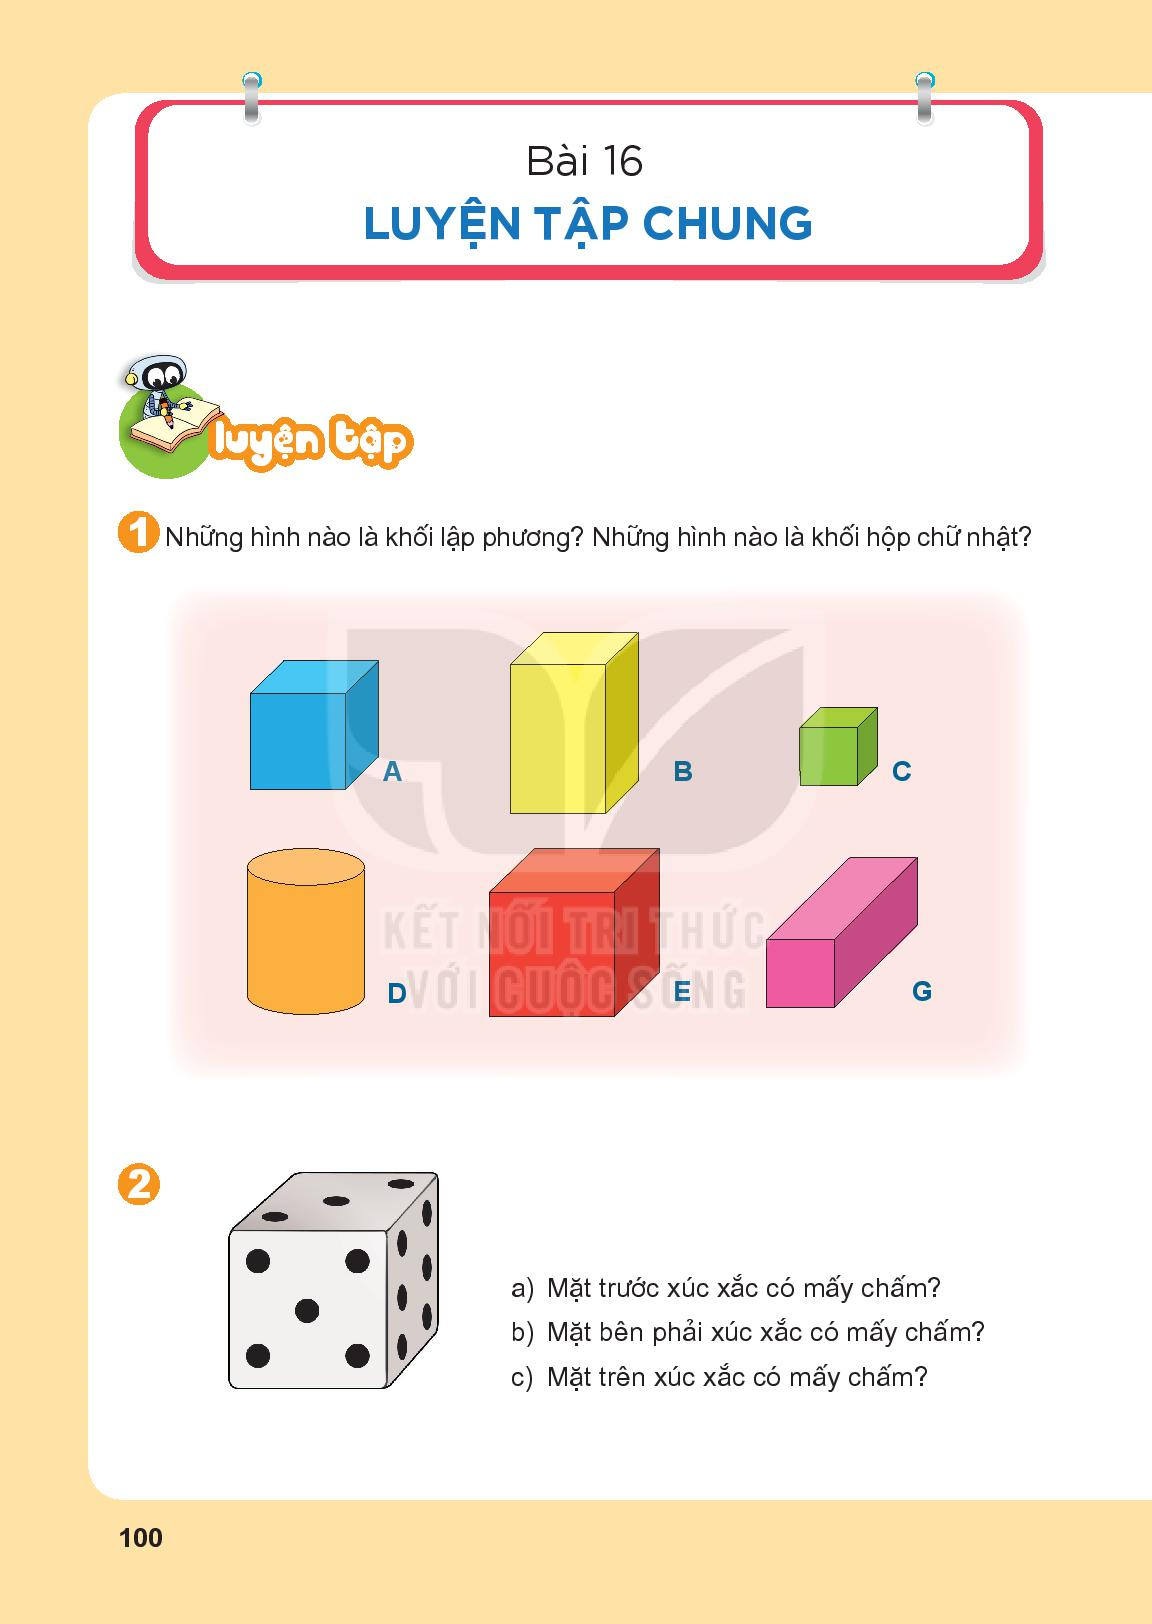 Bài 16
LUYỆN TẬP CHUNG
luyện tập
1 Những hình nào là khối lập phương? Những hình nào là khối hộp chữ nhật?
A
B
C
KẾT NỐI TRI THỨC
VỚI CUỘC SỐNG
D
E
G
2
a) Mặt trước xúc xắc có mấy chấm?
b) Mặt bên phải xúc xắc có mấy chấm?
c) Mặt trên xúc xắc có mấy chấm?
100